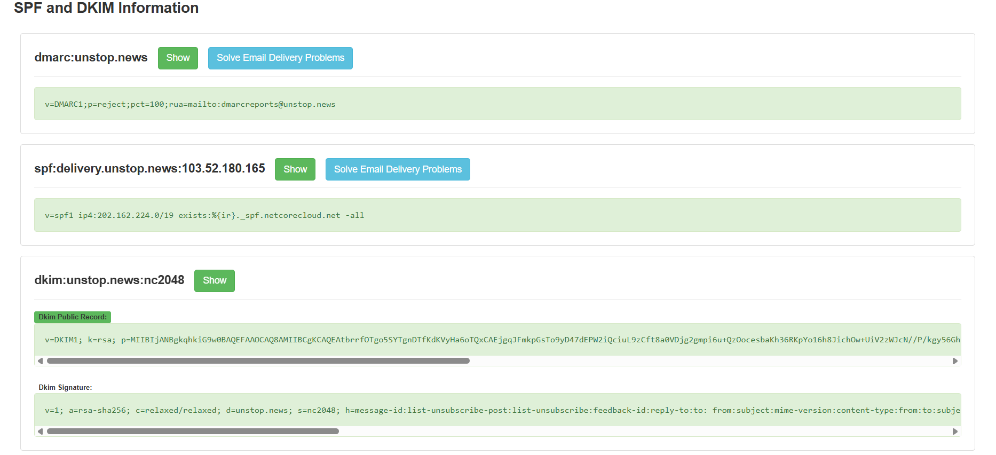 SPF and DKIM Information
dmarc:unstop.news Show Solve Email Delivery Problems
v=DMARC1;p=reject;pct=100;rua=mailto:dmarcreports@unstop.news
spf:delivery.unstop.news:103.52.180.165 Show Solve Email Delivery Problems
v=spf1 ip4:202.162.224.0/19 exists:%{ir}._spf.netcorecloud.net -all
dkim:unstop.news:nc2048 Show
Dkim Public Record:
v=DKIM1; k=rsa;
Dkim Signature:
v=1; a=rsa-sha256; c=relaxed/relaxed; d=unstop.news; s=nc2048; h=message-id:list-unsubscribe-post:list-unsubscribe:feedback-id:reply-to:to: from:subject:mime-version:content-type:from:to:subje